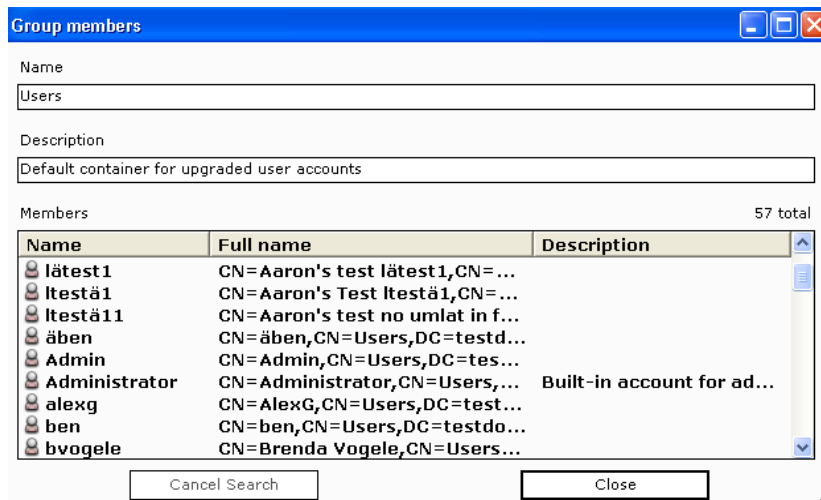 Group members
Name
Users
Description
Default container for upgraded user accounts
Members 57 total
Name Full name Description
lätest1 CN=Aaron's test lätest1,CN=...
ltestä1 CN=Aaron's Test ltestä1,CN=...
ltestä11 CN=Aaron's test no umlat in f...
äben CN=äben,CN=Users,DC=testd...
Admin CN=Admin,CN=Users,DC=tes...
Administrator CN=Administrator,CN=Users,... Built-in account for ad...
alexg CN=AlexG,CN=Users,DC=test...
ben CN=ben,CN=Users,DC=testdo...
bvogele CN=Brenda Vogele,CN=Users...
Cancel Search Close